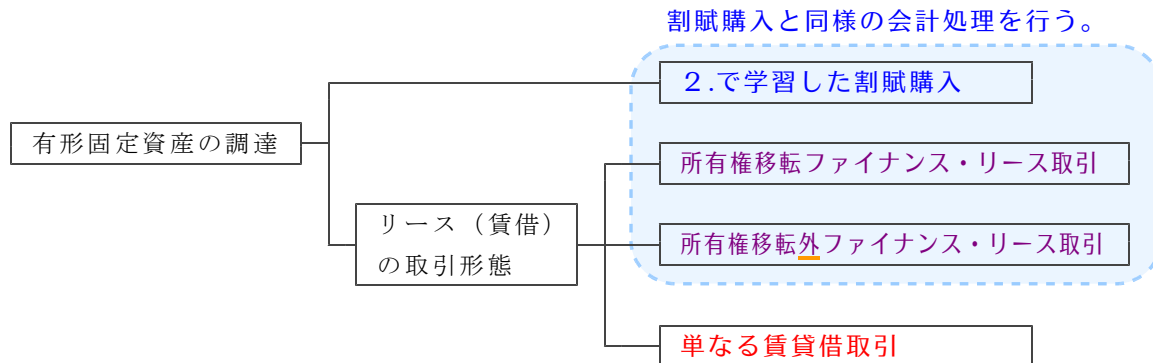 割賦購入と同様の会計処理を行う。
２.で学習した割賦購入
有形固定資産の調達
所有権移転ファイナンス・リース取引
リース（賃借）
の取引形態
所有権移転外ファイナンス・リース取引
単なる賃貸借取引